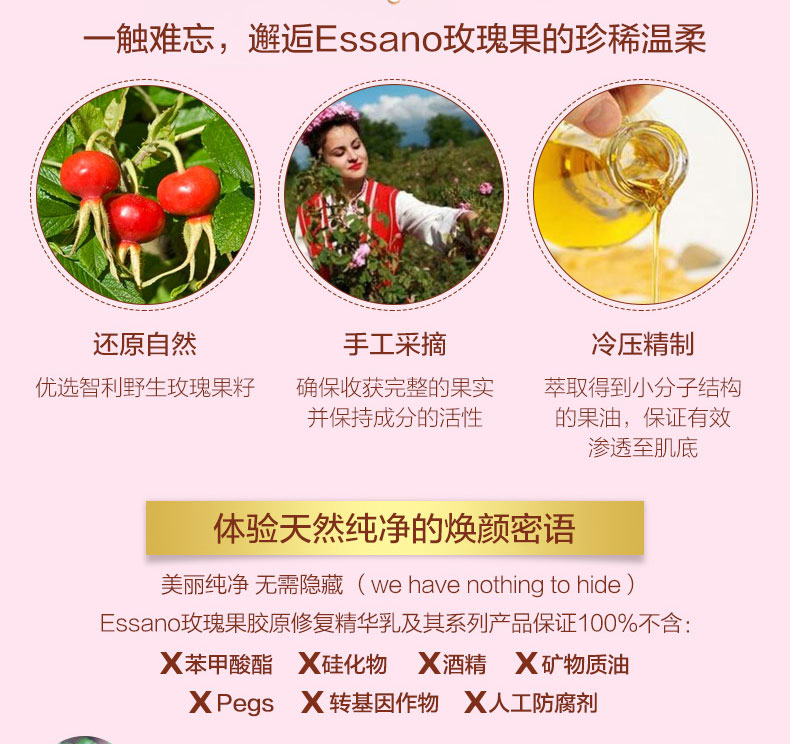 一触难忘，邂逅Essano玫瑰果的珍稀温柔
还原自然
优选智利野生玫瑰果籽
手工采摘
确保收获完整的果实
并保持成分的活性
冷压精制
萃取得到小分子结构
的果油，保证有效
渗透至肌底
体验天然纯净的焕颜密语
美丽纯净 无需隐藏（we have nothing to hide）
Essano玫瑰果胶原修复精华乳及其系列产品保证100%不含：
X苯甲酸酯 X硅化物 X酒精 X矿物质油
X Pegs X转基因作物 X人工防腐剂